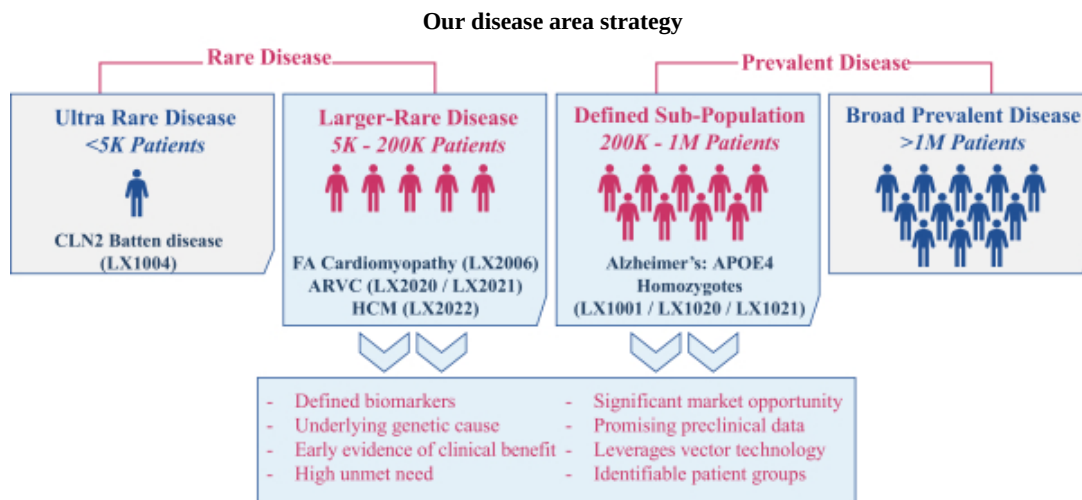 Our disease area strategy
Rare Disease
Prevalent Disease
Ultra Rare Disease
<5K Patients
CLN2 Batten disease
(LX1004)
Larger-Rare Disease
5K - 200K Patients
FA Cardiomyopathy (LX2006)
ARVC (LX2020 / LX2021)
HCM (LX2022)
Defined Sub-Population
200K - 1M Patients
Alzheimer's: APOE4
Homozygotes
(LX1001 / LX1020 / LX1021)
Broad Prevalent Disease
>1M Patients
- Defined biomarkers
- Underlying genetic cause
- Early evidence of clinical benefit
- High unmet need
- Significant market opportunity
- Promising preclinical data
- Leverages vector technology
- Identifiable patient groups